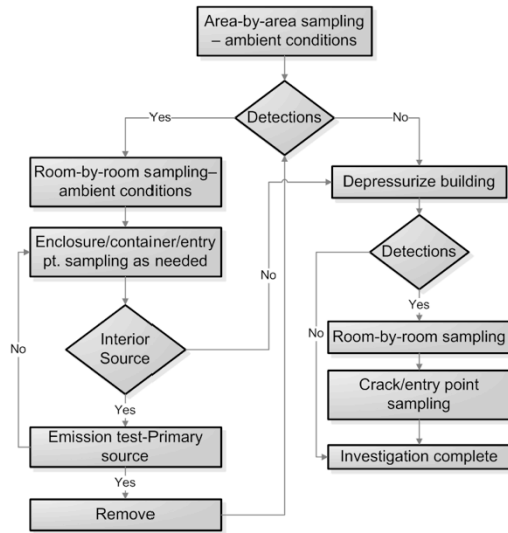 Area-by-area sampling
– ambient conditions
Detections
Yes
No
Room-by-room sampling–
ambient conditions
Depressurize building
Enclosure/container/entry
pt. sampling as needed
Detections
No
Yes
No
Interior
Source
No
Room-by-room sampling
Yes
Crack/entry point
sampling
Emission test-Primary
source
Investigation complete
Yes
Remove